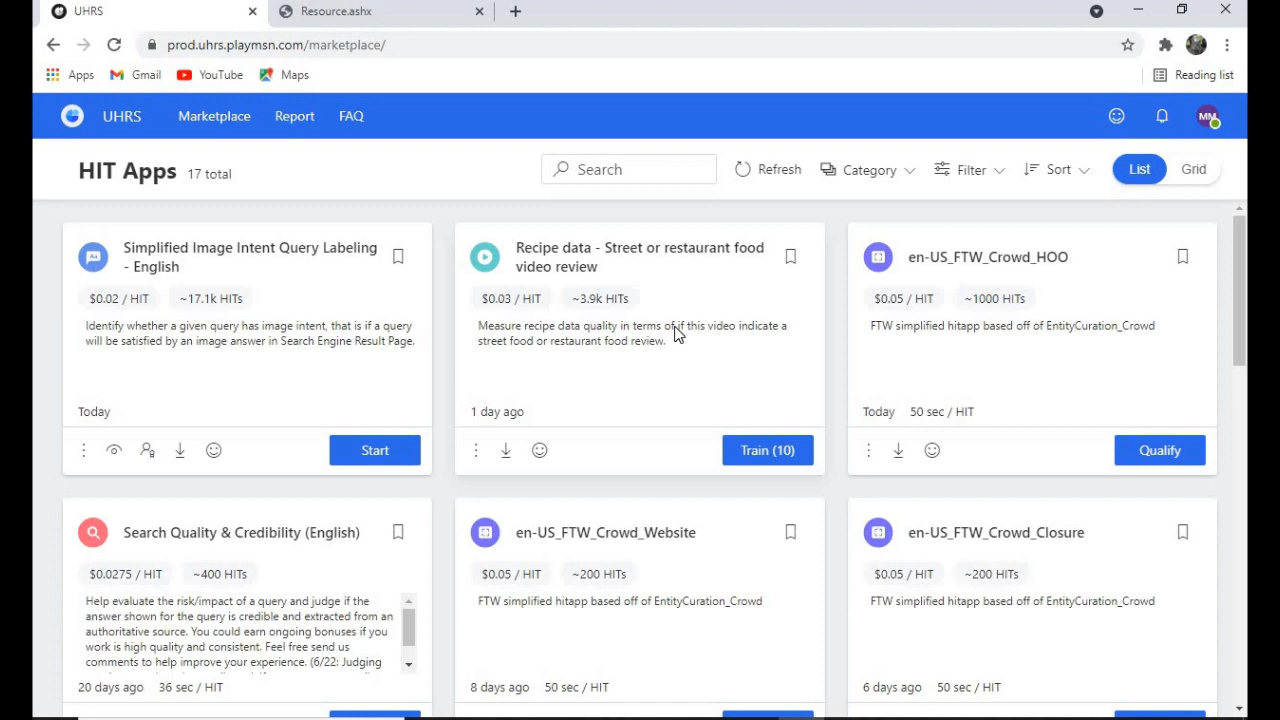 UHRS
Resource.ashx
prod.uhrs.playmsn.com/marketplace/
Apps
Gmail
YouTube
Maps
Reading list
UHRS
Marketplace
Report
FAQ
MM
HIT Apps
17 total
Search
Refresh
Category
Filter
Sort
List
Grid
Simplified Image Intent Query Labeling
- English
$0.02 / HIT
~17.1k HITs
Identify whether a given query has image intent, that is if a query
will be satisfied by an image answer in Search Engine Result Page.
Today
Start
Recipe data - Street or restaurant food
video review
$0.03 / HIT
~3.9k HITs
Measure recipe data quality in terms of if this video indicate a
street food or restaurant food review.
1 day ago
Train (10)
en-US_FTW_Crowd_HOO
$0.05 / HIT
~1000 HITs
FTW simplified hitapp based off of EntityCuration_Crowd
Today
50 sec / HIT
Qualify
Search Quality & Credibility (English)
$0.0275 / HIT
~400 HITs
Help evaluate the risk/impact of a query and judge if the
answer shown for the query is credible and extracted from an
authoritative source. You could earn ongoing bonuses if you
work is high quality and consistent. Feel free send us
comments to help improve your experience. (6/22: Judging
20 days ago
36 sec / HIT
en-US_FTW_Crowd_Website
$0.05 / HIT
~200 HITs
FTW simplified hitapp based off of EntityCuration_Crowd
8 days ago
50 sec / HIT
en-US_FTW_Crowd_Closure
$0.05 / HIT
~200 HITs
FTW simplified hitapp based off of EntityCuration_Crowd
6 days ago
50 sec / HIT